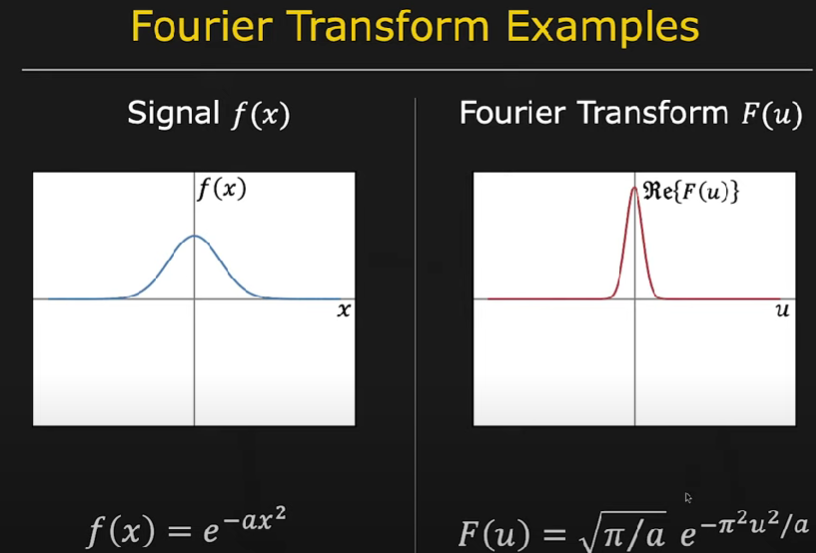 Fourier Transform Examples
Signal f(x)
Fourier Transform F(u)
f(x)
x
ℜe{F(u)}
u
f(x) = e^{-ax^2}
F(u) = √(π/a) e^{-π^2u^2/a}